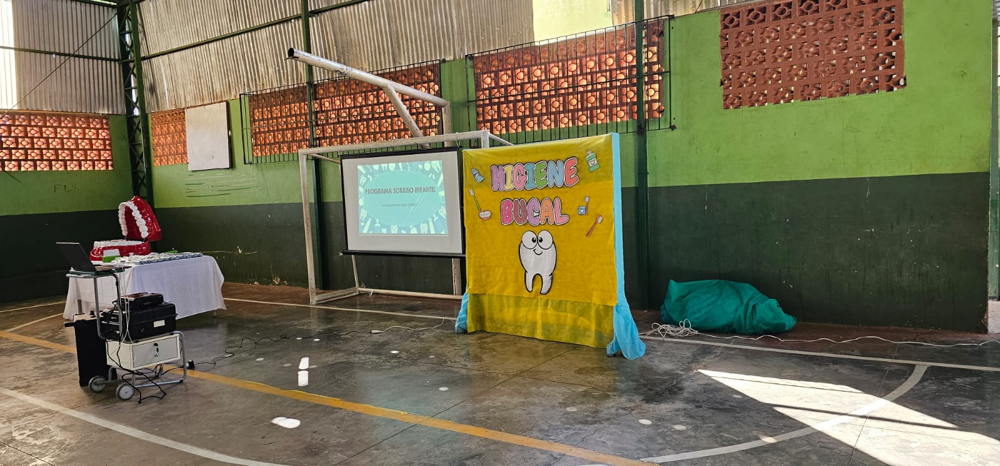 PROGRAMA SORRISO INFANTIL
HIGIENE
BUCAL